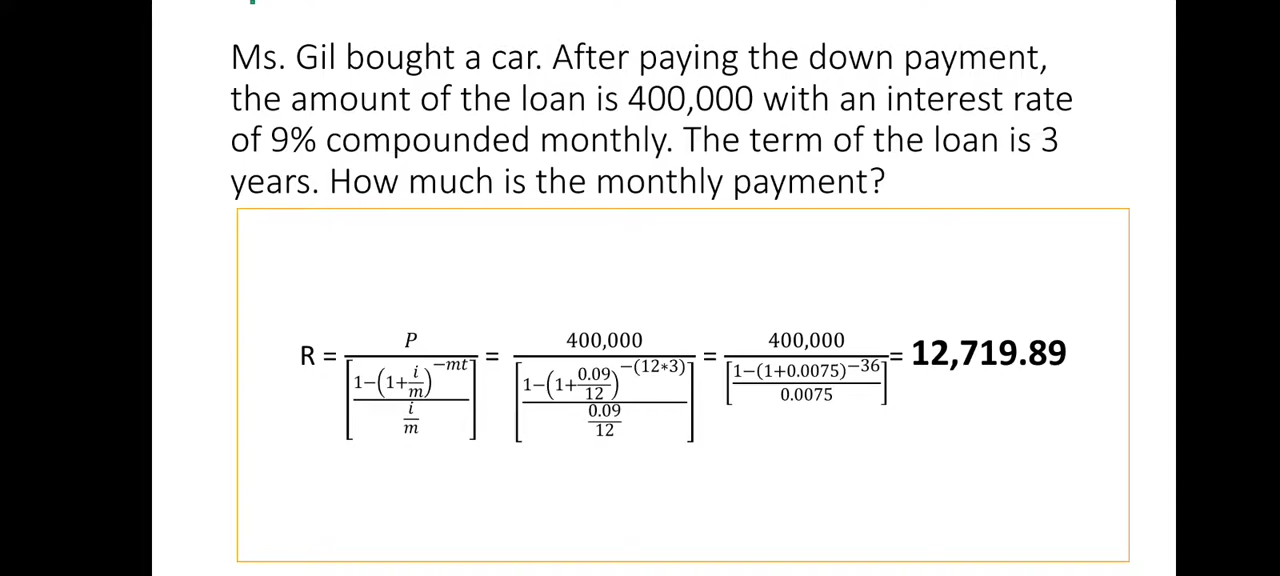 Ms. Gil bought a car. After paying the down payment,
the amount of the loan is 400,000 with an interest rate
of 9% compounded monthly. The term of the loan is 3
years. How much is the monthly payment?
R = P / [(1−(1+i/m)^−mt) / (i/m)] = 400,000 / [(1−(1+0.09/12)^−(12*3)) / (0.09/12)] = 400,000 / [(1−(1+0.0075)^−36) / 0.0075] = 12,719.89